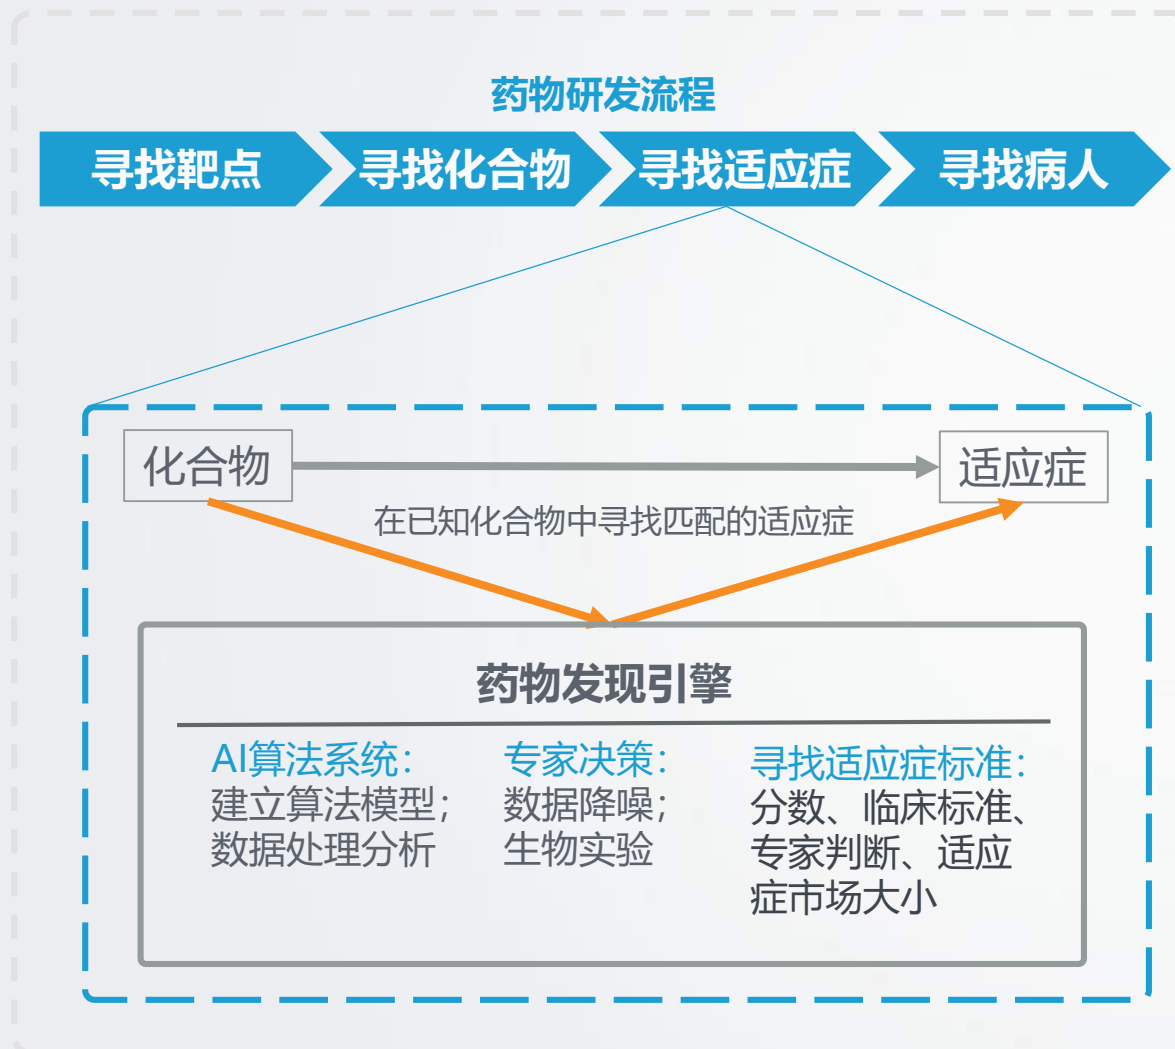 药物研发流程
寻找靶点 寻找化合物 寻找适应症 寻找病人
化合物
适应症
在已知化合物中寻找匹配的适应症
药物发现引擎
AI算法系统：
建立算法模型；
数据处理分析
专家决策：
数据降噪；
生物实验
寻找适应症标准：
分数、临床标准、
专家判断、适应
症市场大小